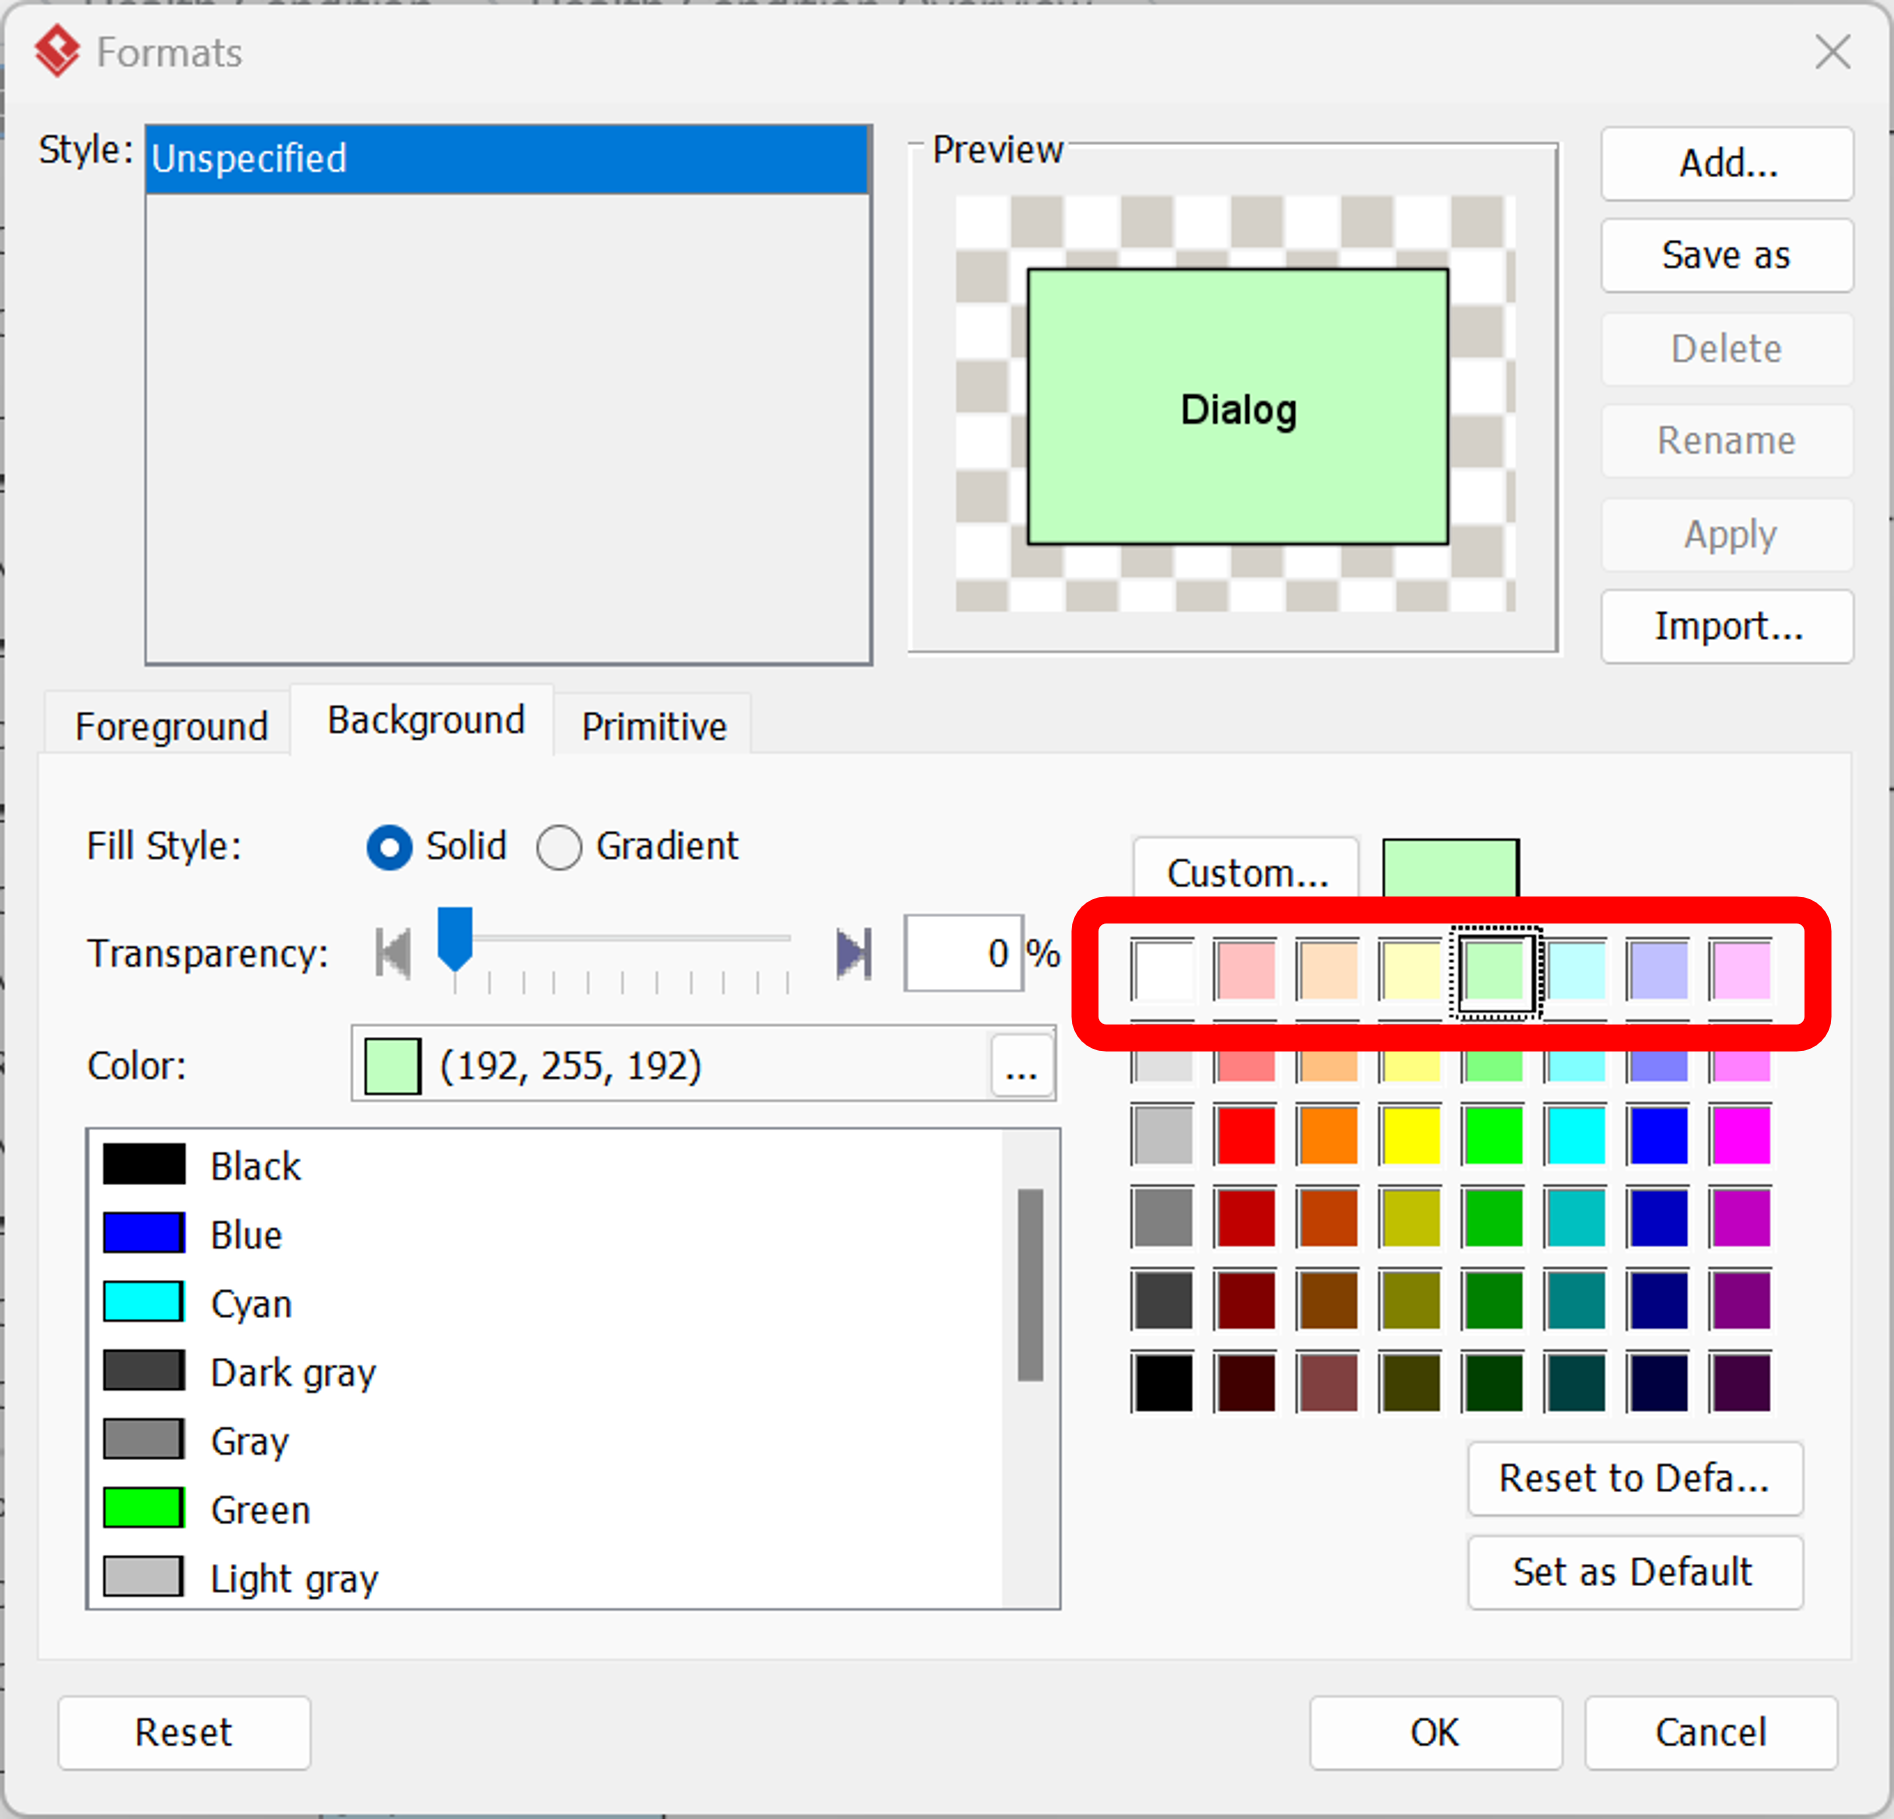 Formats
Style:
Unspecified
Preview
Dialog
Add...
Save as
Delete
Rename
Apply
Import...
Foreground
Background
Primitive
Fill Style:
Solid
Gradient
Custom...
Transparency:
0 %
Color:
(192, 255, 192)
...
Black
Blue
Cyan
Dark gray
Gray
Green
Light gray
Reset to Defa...
Set as Default
Reset
OK
Cancel